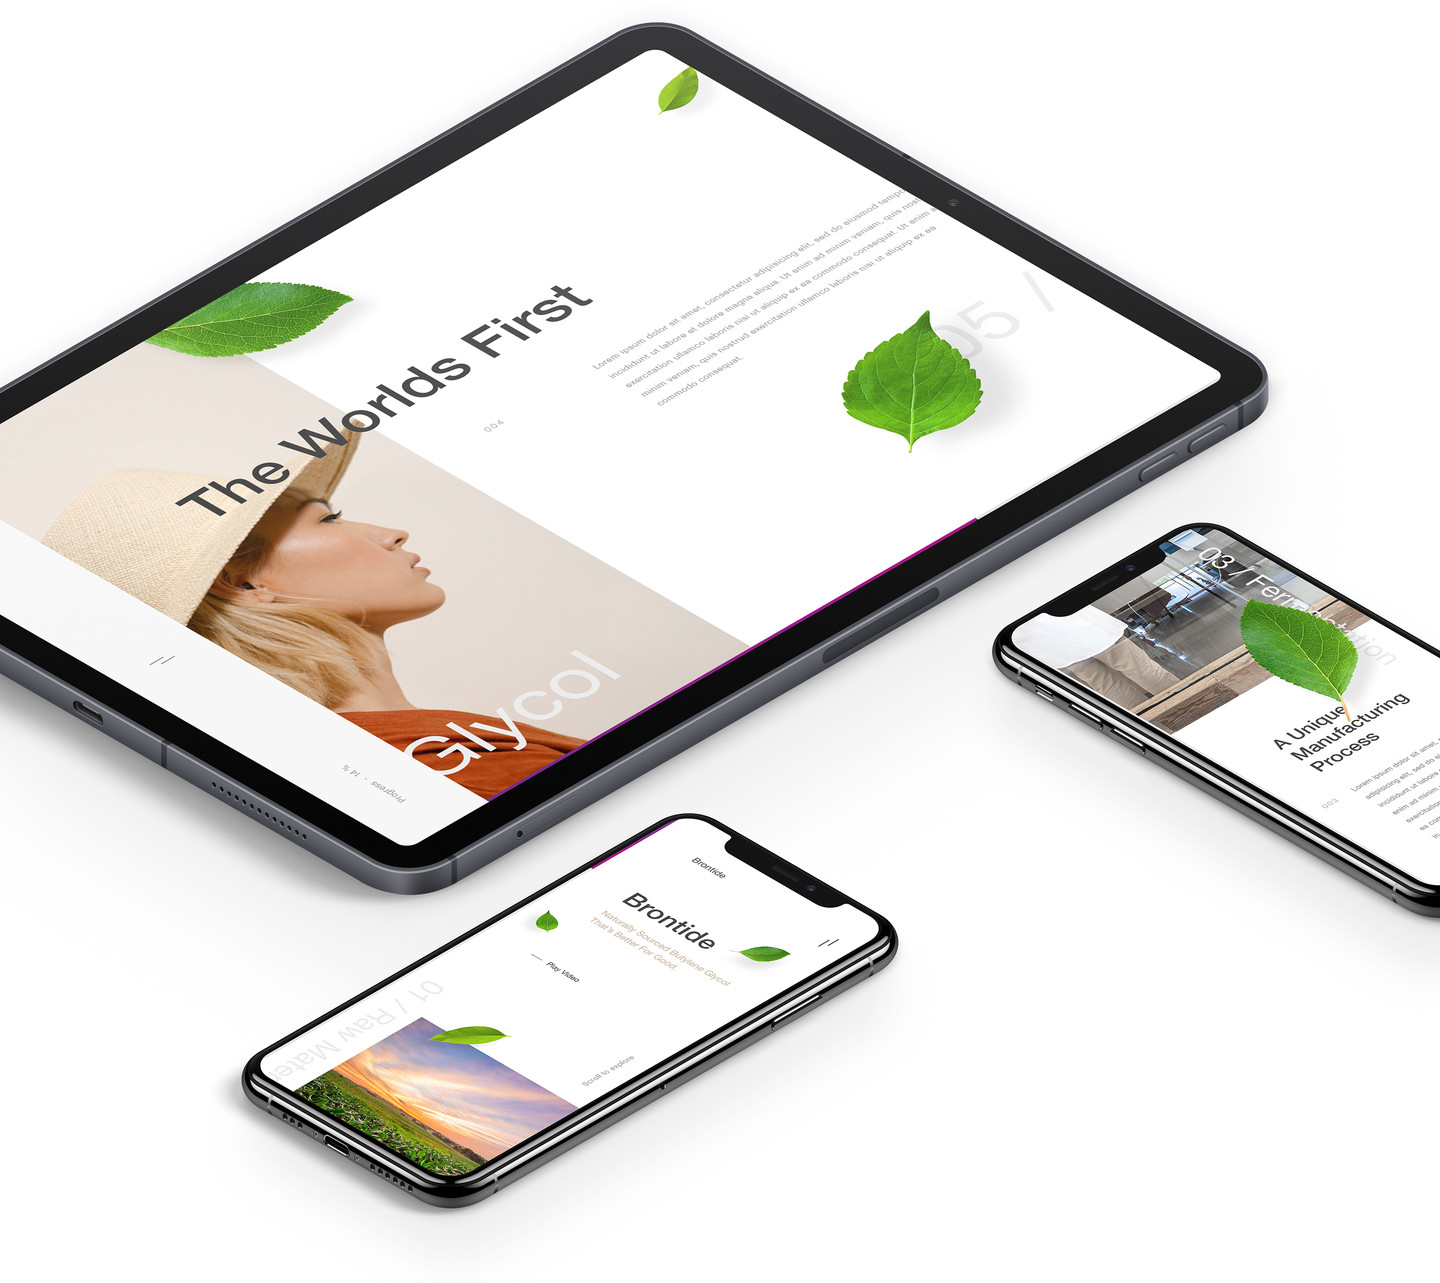 The Worlds First
004
Lorem ipsum dolor sit amet, consectetur adipisicing elit, sed do eiusmod tempo
incididunt ut labore et dolore magna aliqua. Ut enim ad minim veniam, quis nos
exercitation ullamco laboris nisi ut aliquip ex ea commodo consequat. Ut enim a
minim veniam, quis nostrud exercitation ullamco laboris nisi ut aliquip ex ea
commodo consequat.
05 /
Glycol
Progress - 14 %
03 / Fermentation
A Unique
Manufacturing
Process
003
Lorem ipsum dolor sit amet,
adipisicing elit, sed do
incididunt ut labore
enim ad minim
exercitation
ea com
Brontide
Brontide
Naturally Sourced Butylene Glycol
That's Better For Good.
Play Video
01 / Raw Mate
Scroll to explore